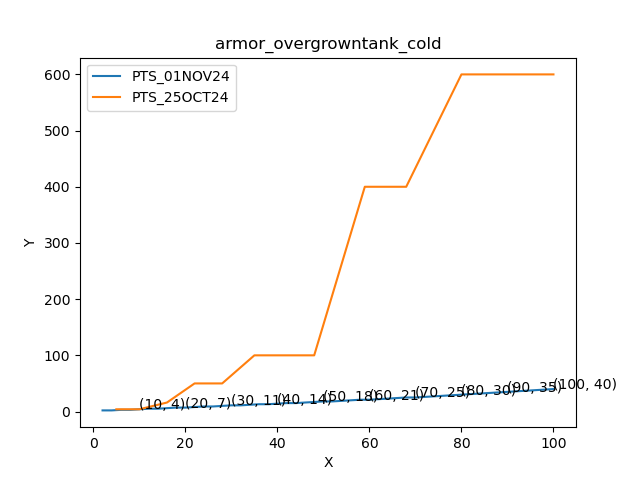 armor_overgrowntank_cold
PTS_01NOV24
PTS_25OCT24
600
500
400
300
200
100
0
Y
(10, 4)
(20, 7)
(30, 11)
(40, 14)
(50, 18)
(60, 21)
(70, 25)
(80, 30)
(90, 35)
(100, 40)
0 20 40 60 80 100
X